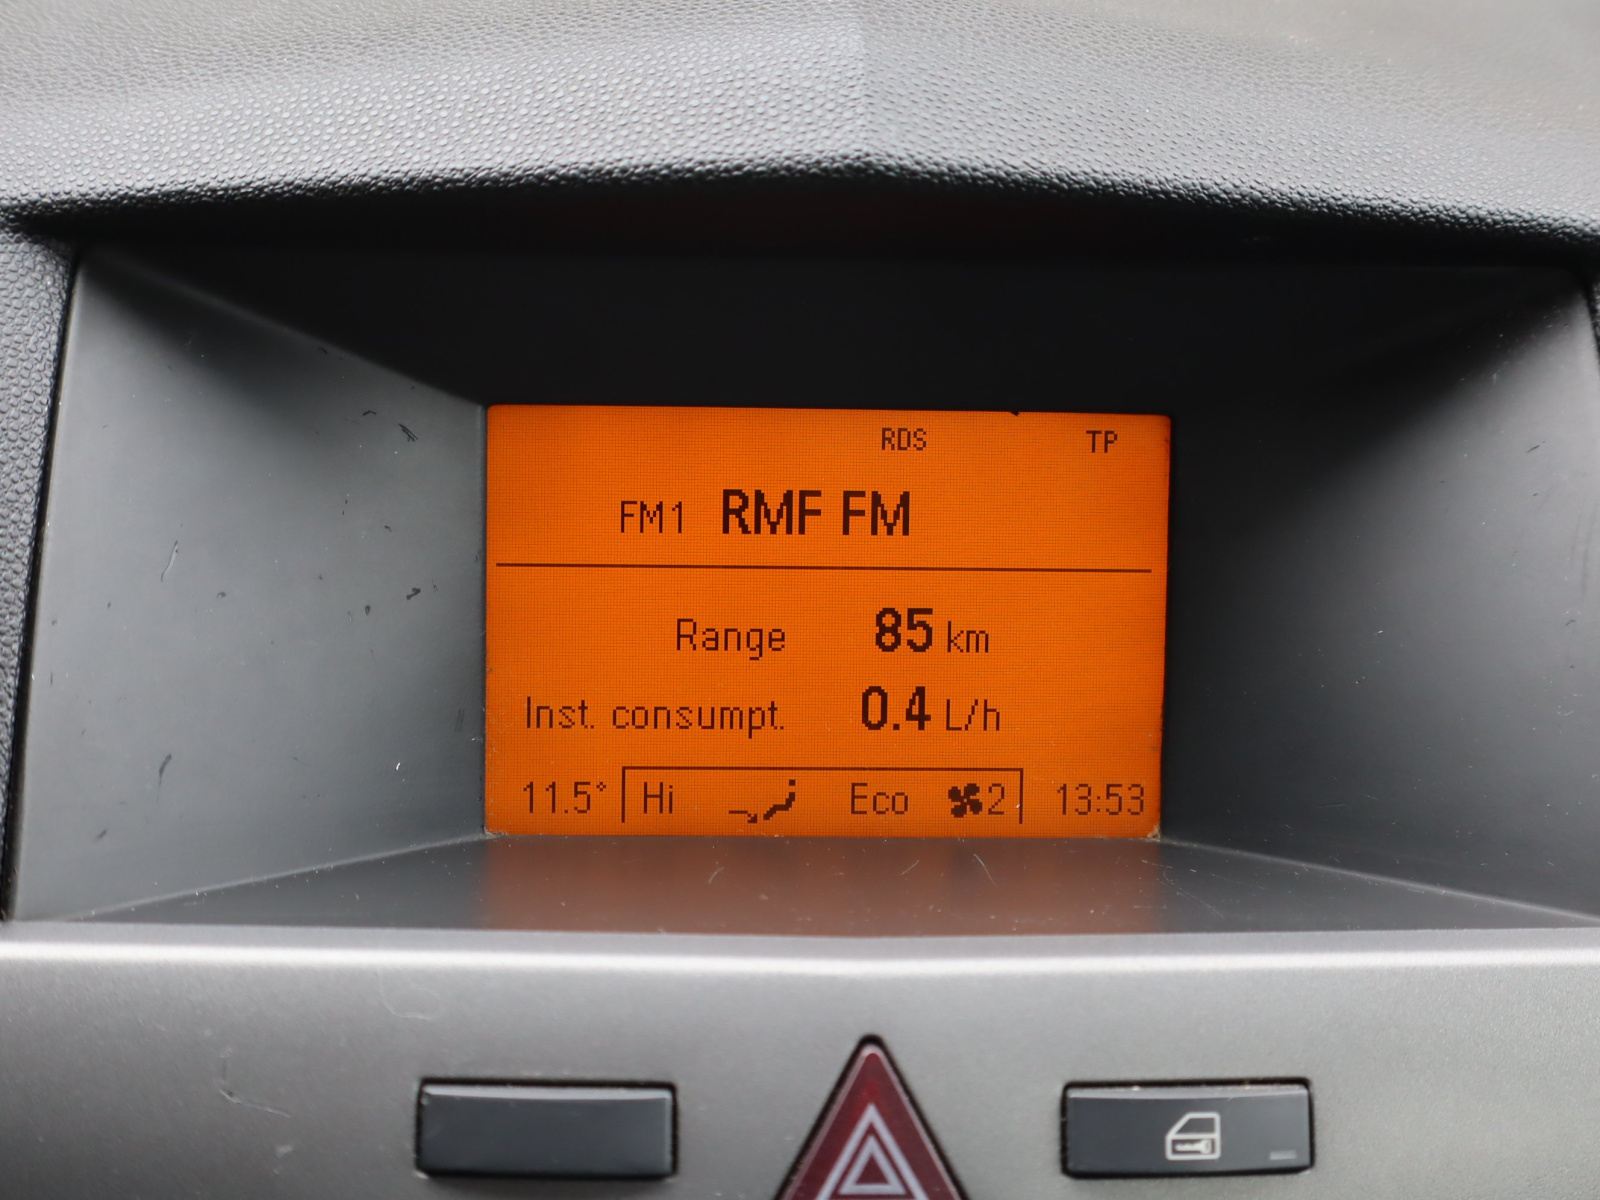 RDS TP
FM1 RMF FM
Range 85 km
Inst. consumpt. 0.4 L/h
11.5° Hi Eco 2 13:53